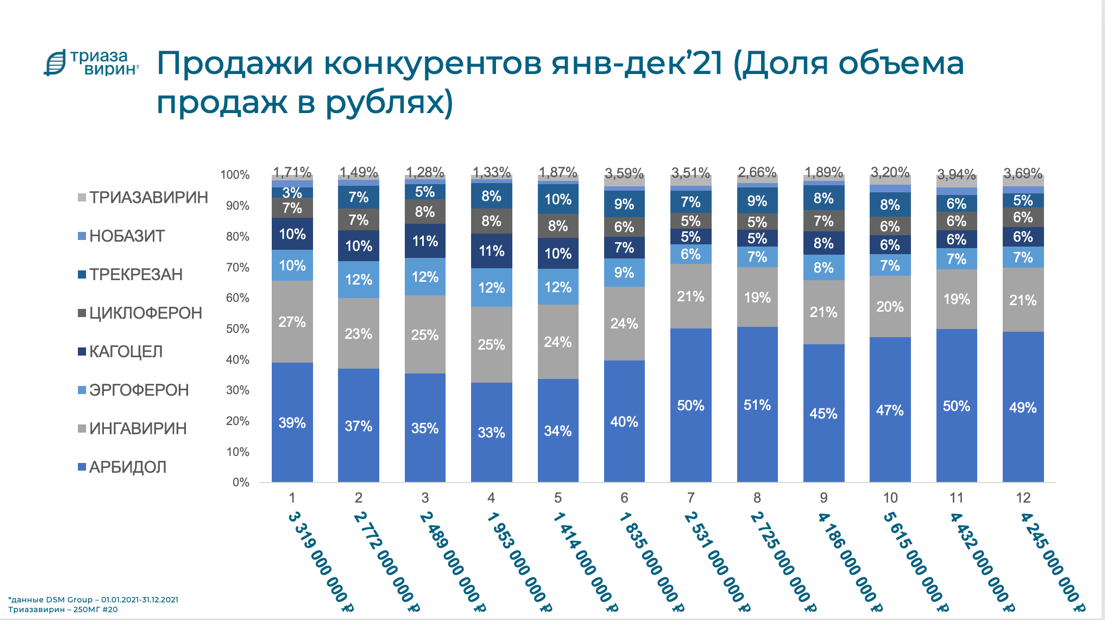 ТРИАЗА
ВИРИН
Продажи конкурентов янв-дек’21 (Доля объема
продаж в рублях)
ТРИАЗАВИРИН
НОБАЗИТ
ТРЕКРЕЗАН
ЦИКЛОФЕРОН
КАГОЦЕЛ
ЭРГОФЕРОН
ИНГАВИРИН
АРБИДОЛ
100%
90%
80%
70%
60%
50%
40%
30%
20%
10%
0%
1,71% 1,49% 1,28% 1,33% 1,87% 3,59% 3,51% 2,66% 1,89% 3,20% 3,94% 3,69%
3% 7% 5% 8% 10% 9% 7% 9% 8% 8% 6% 5%
7% 7% 8% 8% 8% 6% 5% 5% 7% 6% 6% 6%
10% 10% 11% 11% 10% 7% 5% 5% 8% 6% 6% 6%
10% 12% 12% 12% 12% 9% 6% 7% 8% 7% 7% 7%
27% 23% 25% 25% 24% 24% 21% 19% 21% 20% 19% 21%
39% 37% 35% 33% 34% 40% 50% 51% 45% 47% 50% 49%
1 2 3 4 5 6 7 8 9 10 11 12
3 319 000 000 ₽
2 772 000 000 ₽
2 489 000 000 ₽
1 953 000 000 ₽
1 414 000 000 ₽
1 835 000 000 ₽
2 531 000 000 ₽
2 725 000 000 ₽
4 186 000 000 ₽
5 615 000 000 ₽
4 432 000 000 ₽
4 245 000 000 ₽
*данные DSM Group – 01.01.2021-31.12.2021
Триазавирин – 250МГ #20